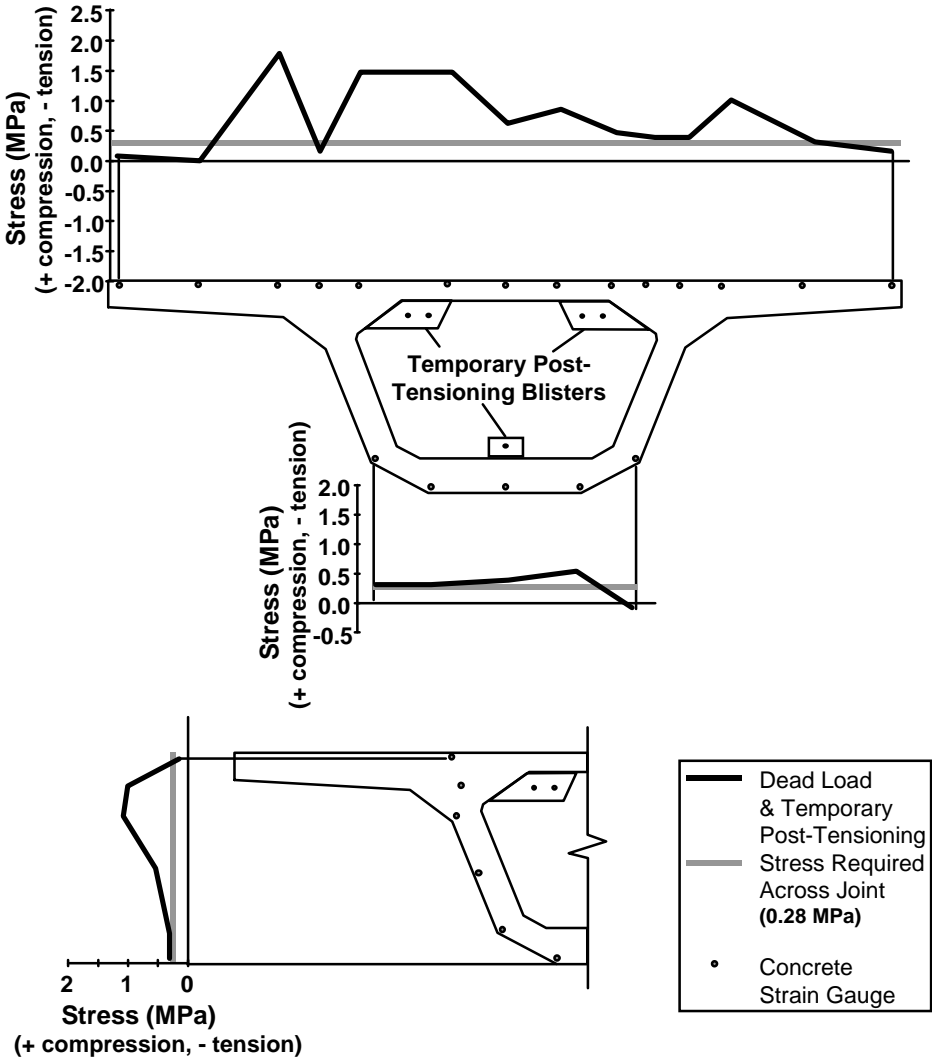 Stress (MPa)
(+ compression, - tension)
2.5
2.0
1.5
1.0
0.5
0.0
-0.5
-1.0
-1.5
-2.0
Temporary Post-
Tensioning Blisters
Stress (MPa)
(+ compression, - tension)
2.0
1.5
1.0
0.5
0.0
-0.5
2 1 0
Stress (MPa)
(+ compression, - tension)
Dead Load
& Temporary
Post-Tensioning
Stress Required
Across Joint
(0.28 MPa)
Concrete
Strain Gauge